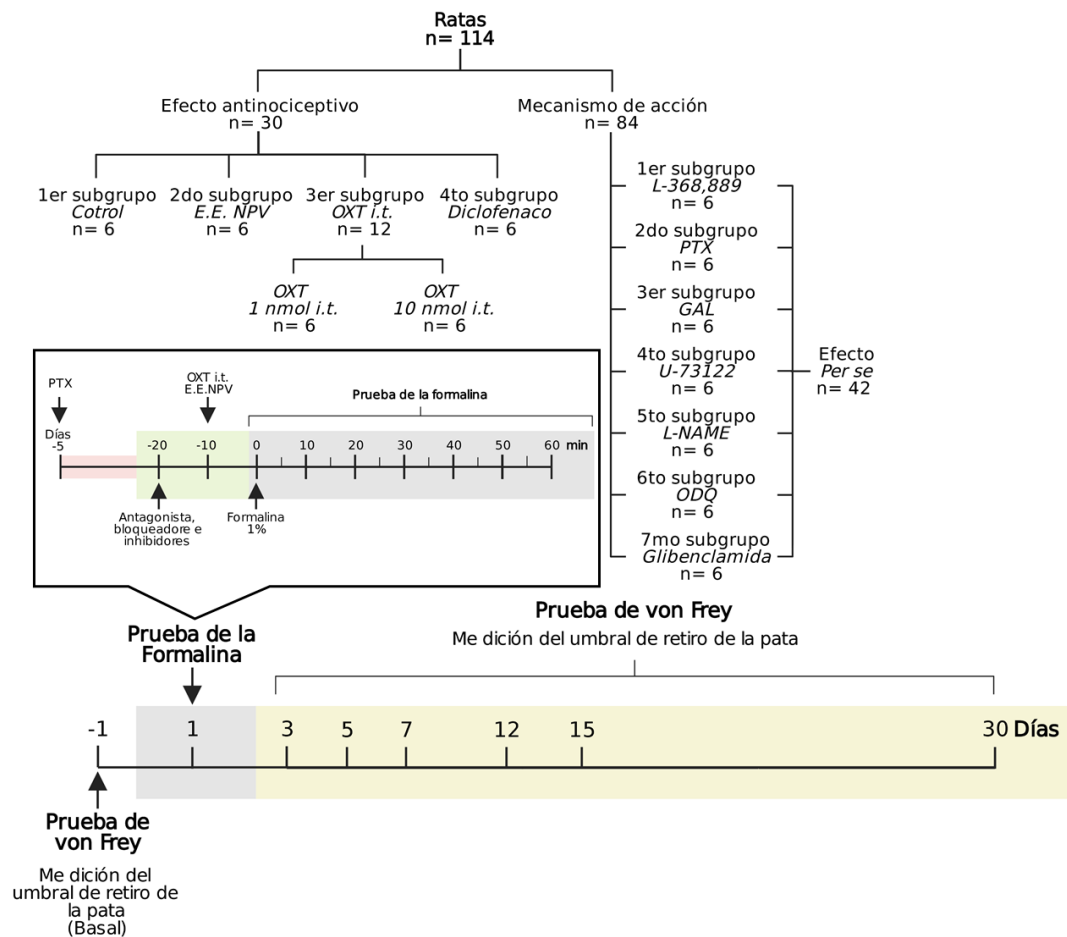 Ratas
n= 114
Efecto antinociceptivo
n= 30
Mecanismo de acción
n= 84
1er subgrupo
Cotrol
n= 6
2do subgrupo
E.E. NPV
n= 6
3er subgrupo
OXT i.t.
n= 12
4to subgrupo
Diclofenaco
n= 6
OXT
1 nmol i.t.
n= 6
OXT
10 nmol i.t.
n= 6
1er subgrupo
L-368,889
n= 6
2do subgrupo
PTX
n= 6
3er subgrupo
GAL
n= 6
4to subgrupo
U-73122
n= 6
5to subgrupo
L-NAME
n= 6
6to subgrupo
ODQ
n= 6
7mo subgrupo
Glibenclamida
n= 6
Efecto
Per se
n= 42
PTX
OXT i.t.
E.E.NPV
Prueba de la formalina
Días
-5 -20 -10 0 10 20 30 40 50 60 min
Antagonista,
bloqueadore e
inhibidores
Formalina
1%
Prueba de la
Formalina
Prueba de von Frey
Me dición del umbral de retiro de la pata
-1 1 3 5 7 12 15 30 Días
Prueba de
von Frey
Me dición del
umbral de retiro de
la pata
(Basal)